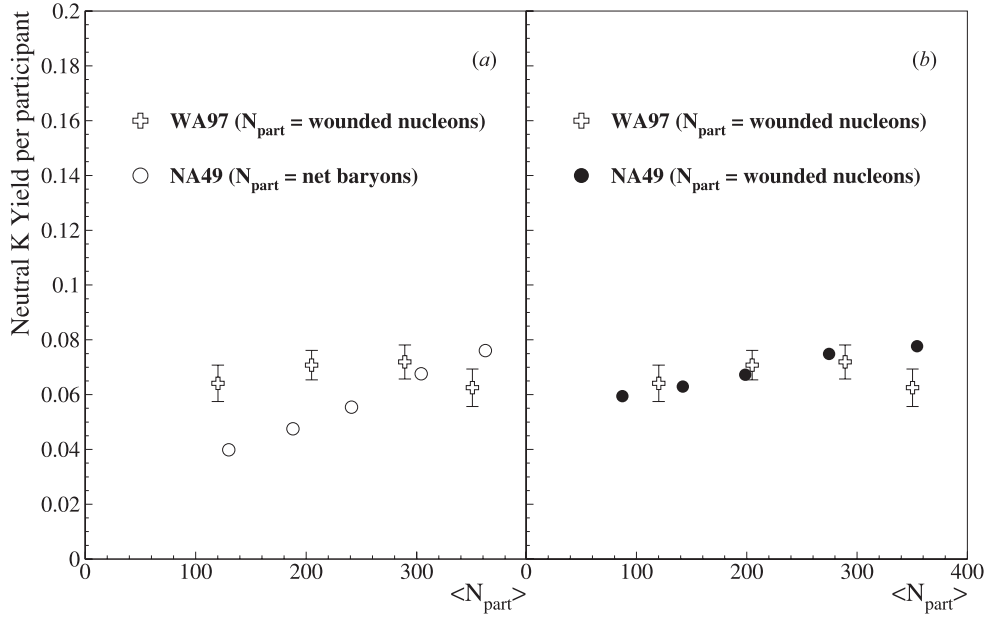 Neutral K Yield per participant
0.2
0.18
0.16
0.14
0.12
0.1
0.08
0.06
0.04
0.02
0
(a)
WA97 (Npart = wounded nucleons)
NA49 (Npart = net baryons)
0 100 200 300
<Npart>
(b)
WA97 (Npart = wounded nucleons)
NA49 (Npart = wounded nucleons)
0 100 200 300 400
<Npart>